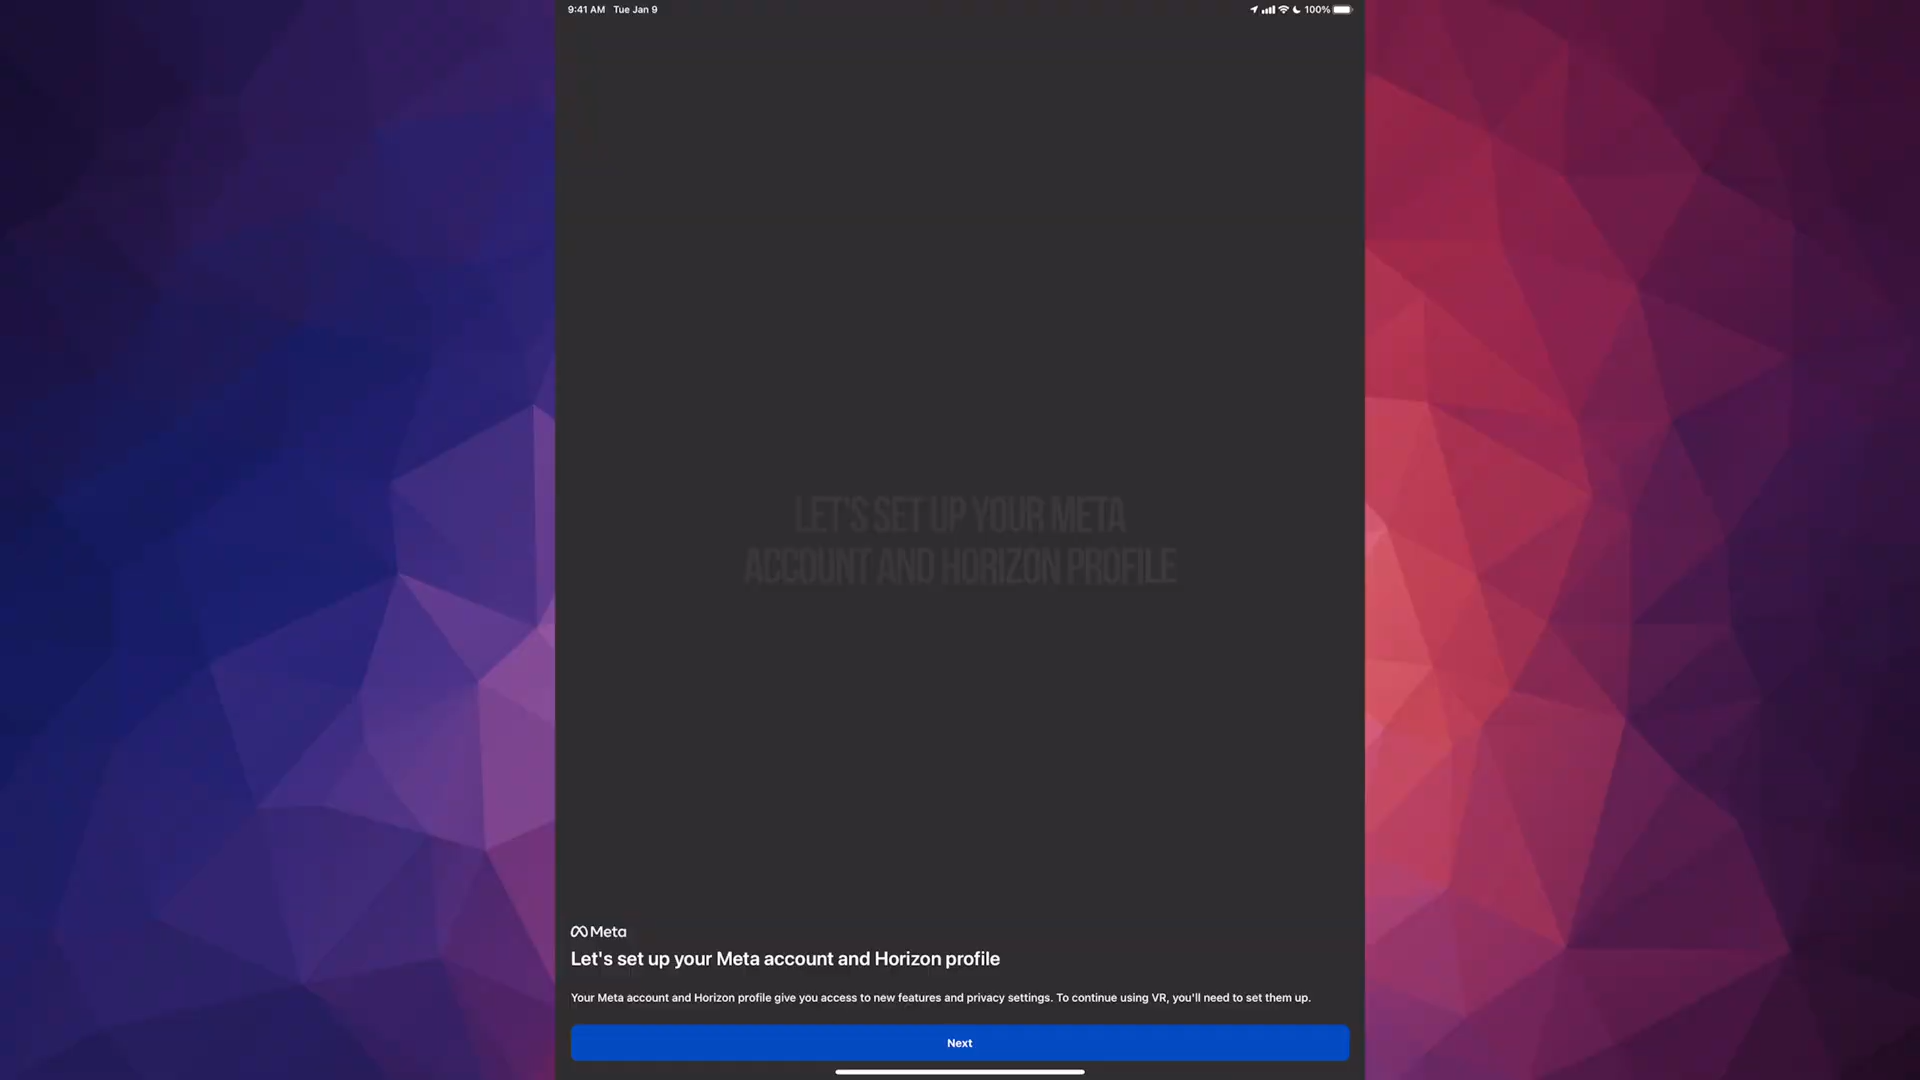 9:41 AM Tue Jan 9
100%
LET'S SET UP YOUR META
ACCOUNT AND HORIZON PROFILE
Meta
Let's set up your Meta account and Horizon profile
Your Meta account and Horizon profile give you access to new features and privacy settings. To continue using VR, you'll need to set them up.
Next